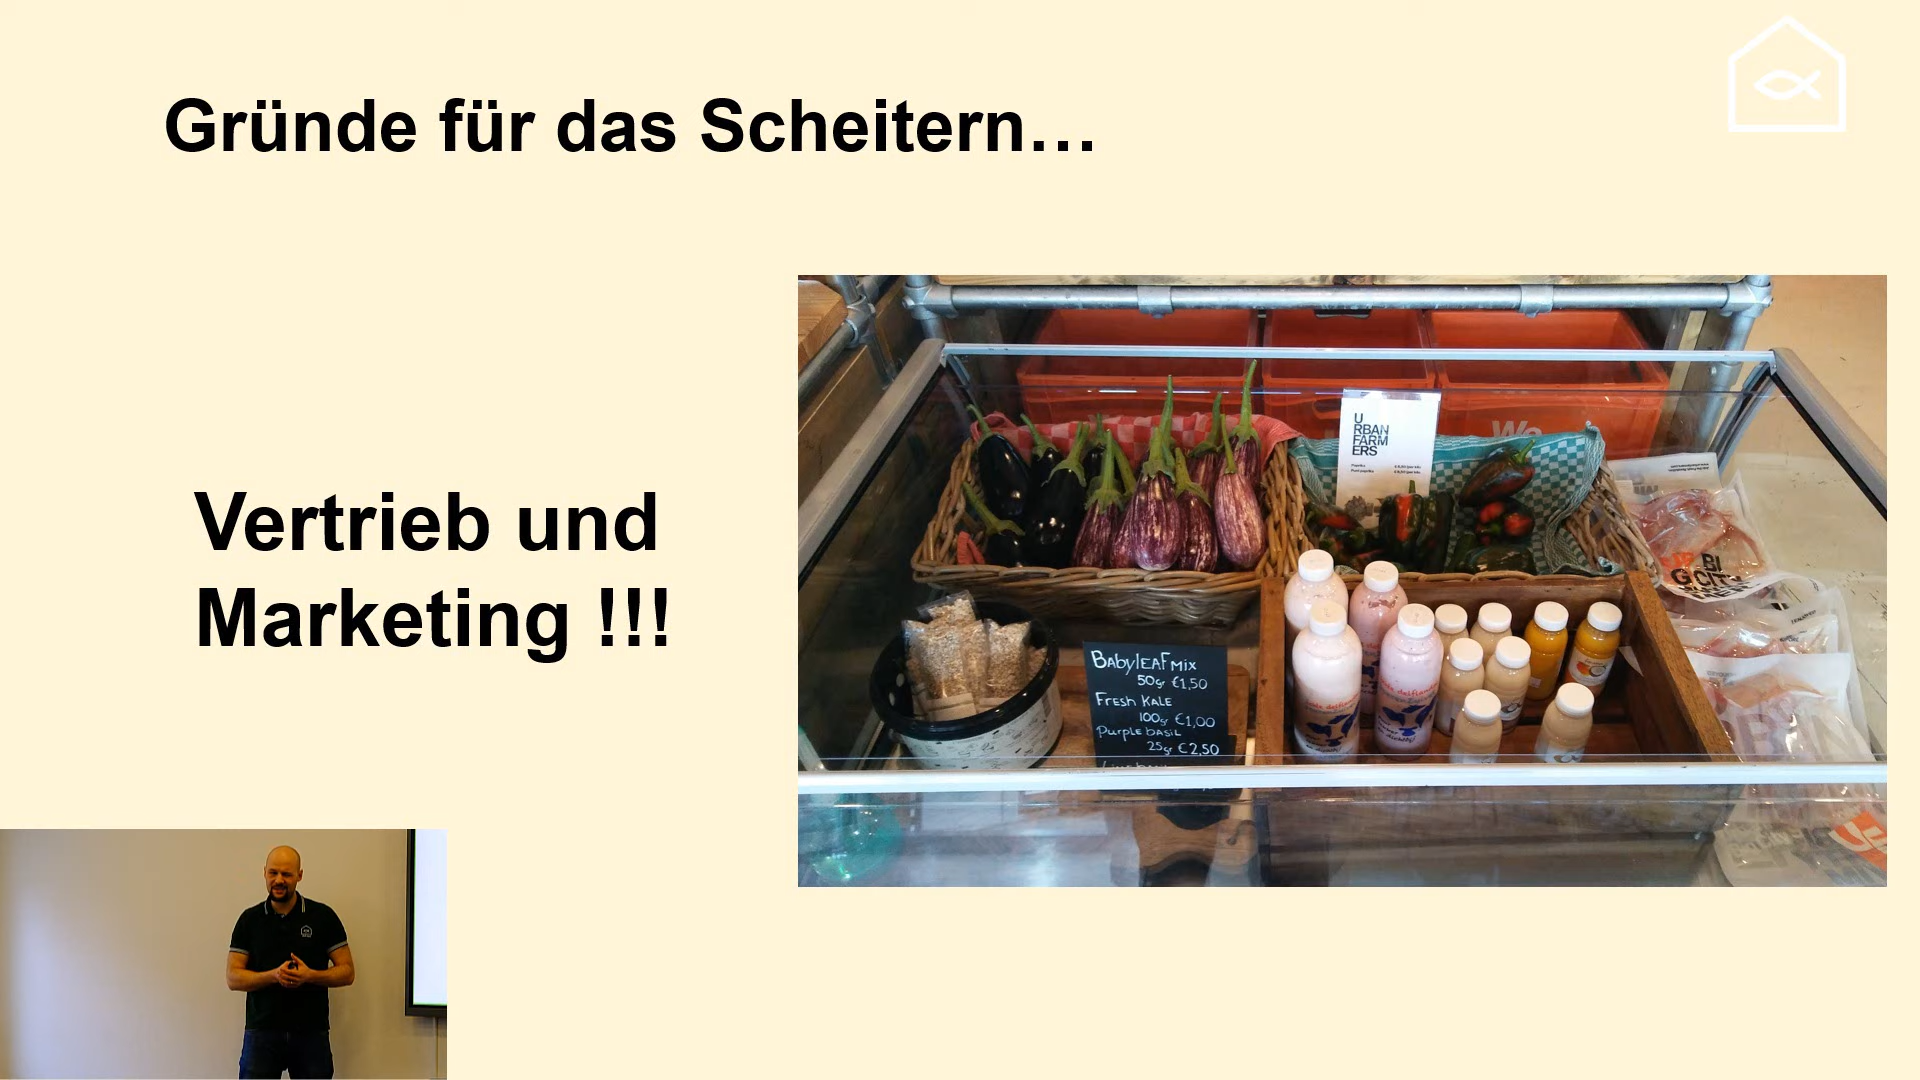 Gründe für das Scheitern…
Vertrieb und
Marketing !!!
U
RBAN
FARM
ERS
We
BabyleaF mix
50gr €1,50
Fresh Kale
100gr €1,00
Purple basil
25gr €2,50